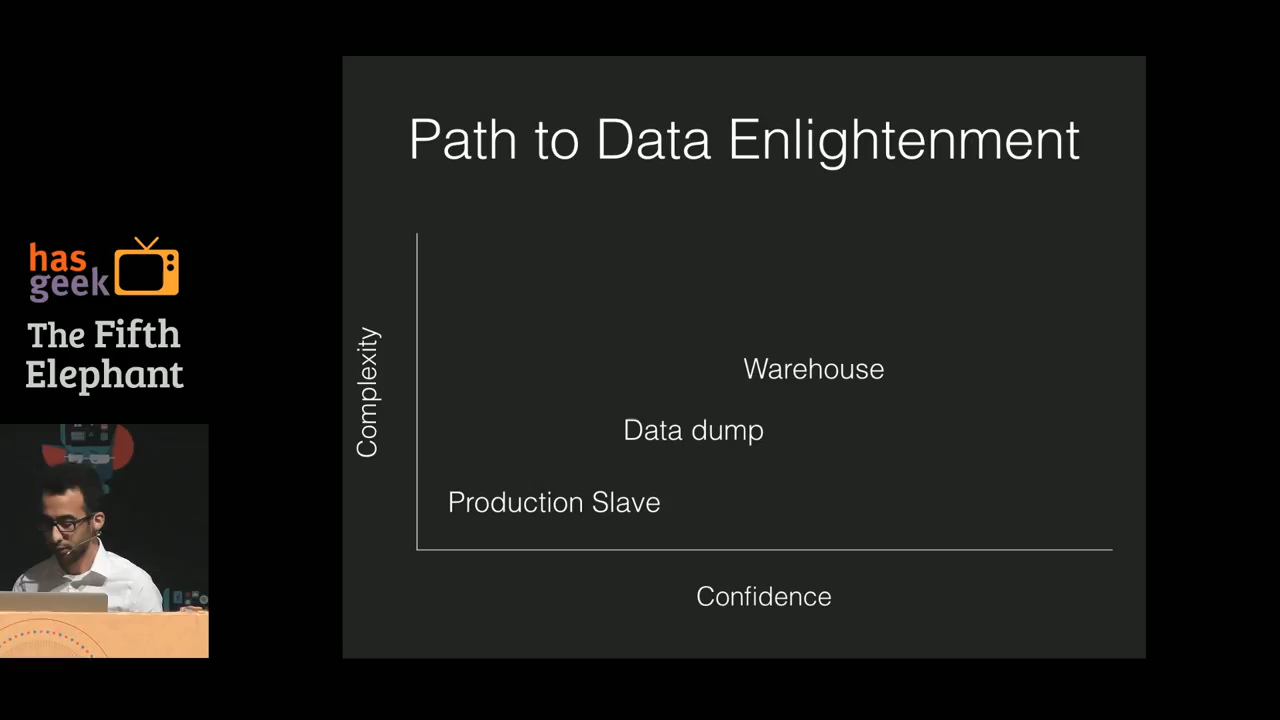 has
geek
The Fifth
Elephant
Path to Data Enlightenment
Complexity
Warehouse
Data dump
Production Slave
Confidence